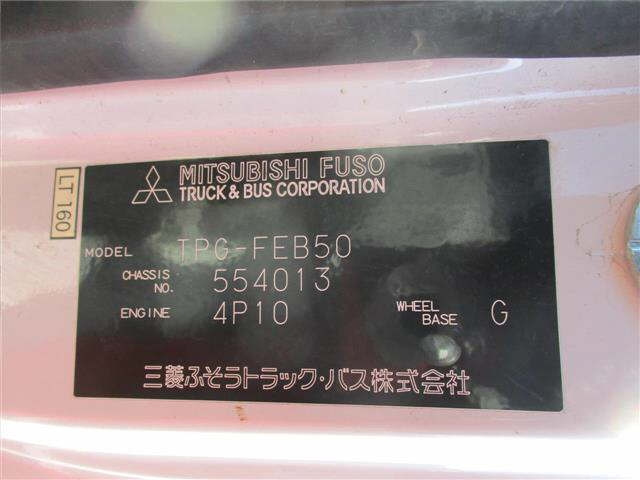 MITSUBISHI FUSO
TRUCK & BUS CORPORATION
LT 160
MODEL TPG-FEB50
CHASSIS NO. 554013
ENGINE 4P10 WHEEL BASE G
三菱ふそうトラック・バス株式会社